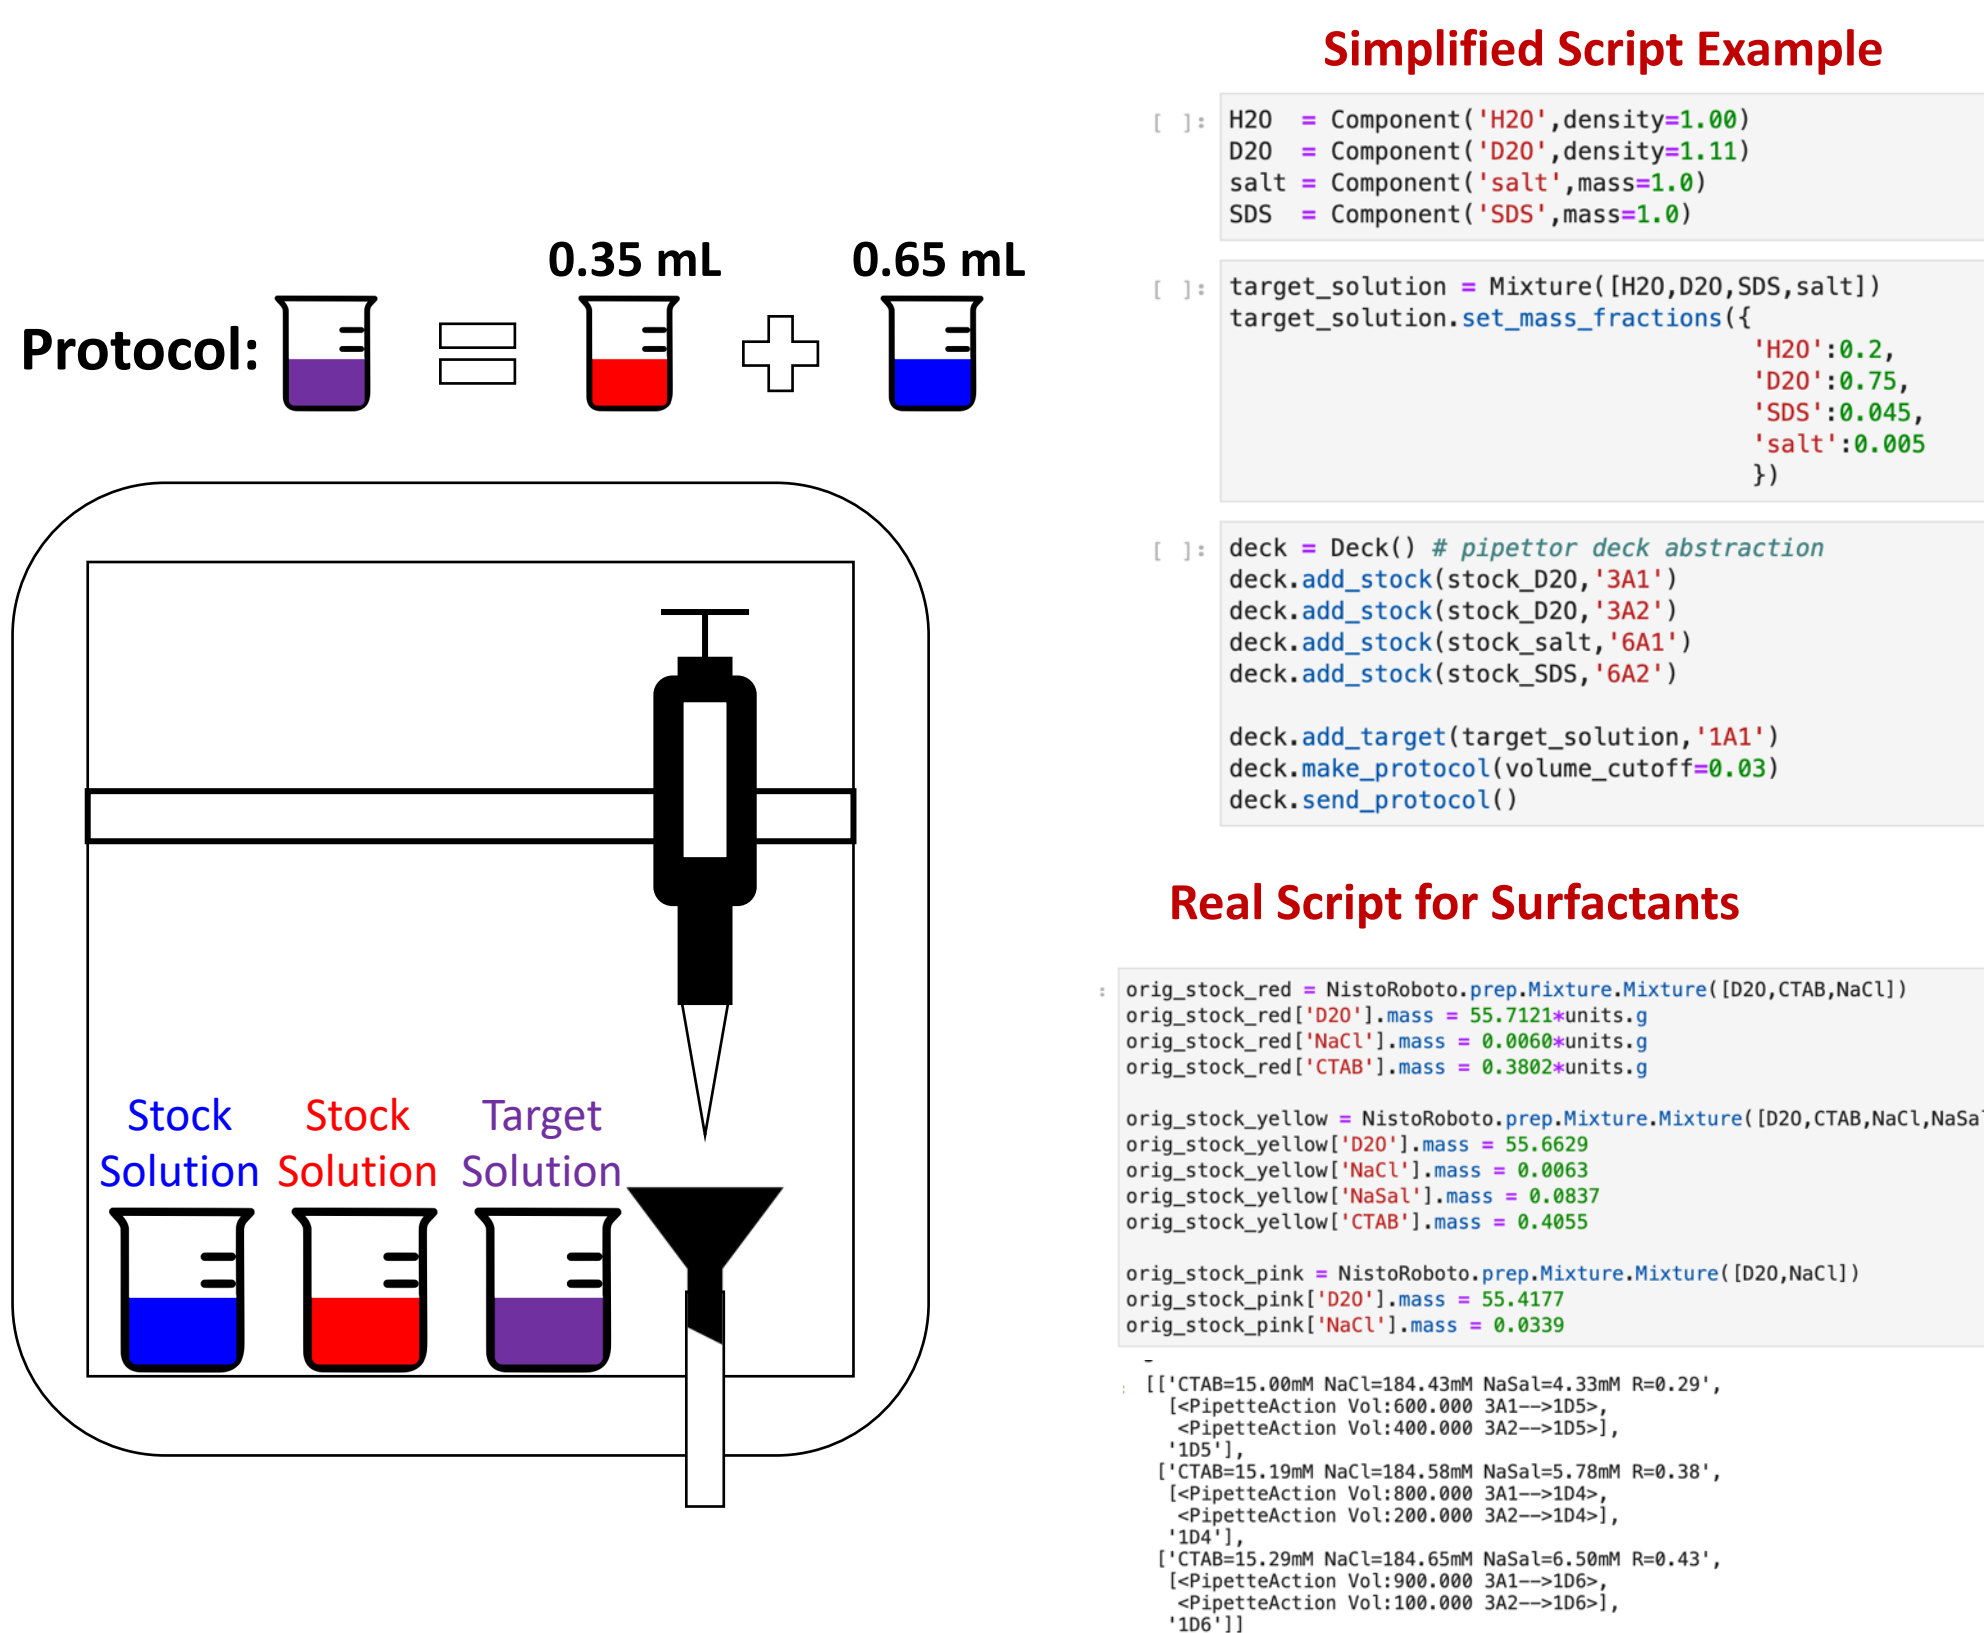 Protocol:
0.35 mL
0.65 mL
Stock
Solution
Stock
Solution
Target
Solution
Simplified Script Example
[ ]: H2O  = Component('H2O',density=1.00)
D2O  = Component('D2O',density=1.11)
salt = Component('salt',mass=1.0)
SDS  = Component('SDS',mass=1.0)
[ ]: target_solution = Mixture([H2O,D2O,SDS,salt])
target_solution.set_mass_fractions({
'H2O':0.2,
'D2O':0.75,
'SDS':0.045,
'salt':0.005
})
[ ]: deck = Deck() # pipettor deck abstraction
deck.add_stock(stock_D2O,'3A1')
deck.add_stock(stock_D2O,'3A2')
deck.add_stock(stock_salt,'6A1')
deck.add_stock(stock_SDS,'6A2')
deck.add_target(target_solution,'1A1')
deck.make_protocol(volume_cutoff=0.03)
deck.send_protocol()
Real Script for Surfactants
: orig_stock_red = NistoRoboto.prep.Mixture.Mixture([D2O,CTAB,NaCl])
orig_stock_red['D2O'].mass = 55.7121*units.g
orig_stock_red['NaCl'].mass = 0.0060*units.g
orig_stock_red['CTAB'].mass = 0.3802*units.g
orig_stock_yellow = NistoRoboto.prep.Mixture.Mixture([D2O,CTAB,NaCl,NaSa
orig_stock_yellow['D2O'].mass = 55.6629
orig_stock_yellow['NaCl'].mass = 0.0063
orig_stock_yellow['NaSal'].mass = 0.0837
orig_stock_yellow['CTAB'].mass = 0.4055
orig_stock_pink = NistoRoboto.prep.Mixture.Mixture([D2O,NaCl])
orig_stock_pink['D2O'].mass = 55.4177
orig_stock_pink['NaCl'].mass = 0.0339
: [['CTAB=15.00mM NaCl=184.43mM NaSal=4.33mM R=0.29',
[<PipetteAction Vol:600.000 3A1-->1D5>,
<PipetteAction Vol:400.000 3A2-->1D5>],
'1D5'],
['CTAB=15.19mM NaCl=184.58mM NaSal=5.78mM R=0.38',
[<PipetteAction Vol:800.000 3A1-->1D4>,
<PipetteAction Vol:200.000 3A2-->1D4>],
'1D4'],
['CTAB=15.29mM NaCl=184.65mM NaSal=6.50mM R=0.43',
[<PipetteAction Vol:900.000 3A1-->1D6>,
<PipetteAction Vol:100.000 3A2-->1D6>],
'1D6']]